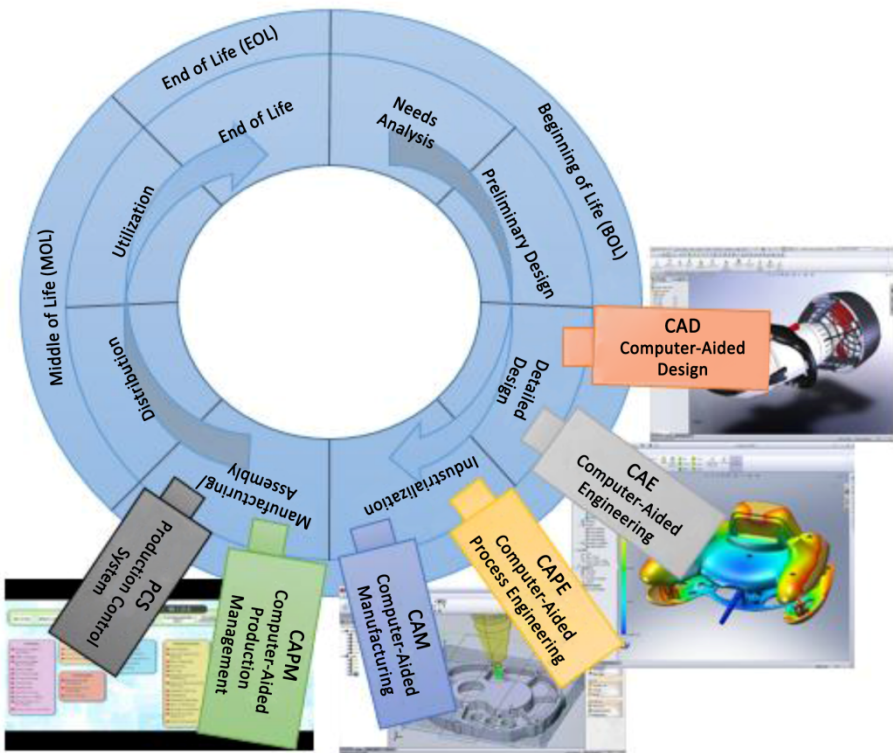 End of Life (EOL)
End of Life
Needs
Analysis
Beginning of Life (BOL)
Preliminary Design
Utilization
Middle of Life (MOL)
Distribution
Detailed
Design
Industrialization
Manufacturing/
Assembly
CAD
Computer-Aided
Design
CAE
Computer-Aided
Engineering
CAPE
Computer-Aided
Process Engineering
CAM
Computer-Aided
Manufacturing
CAPM
Computer-Aided
Production
Management
PCS
Production Control
System